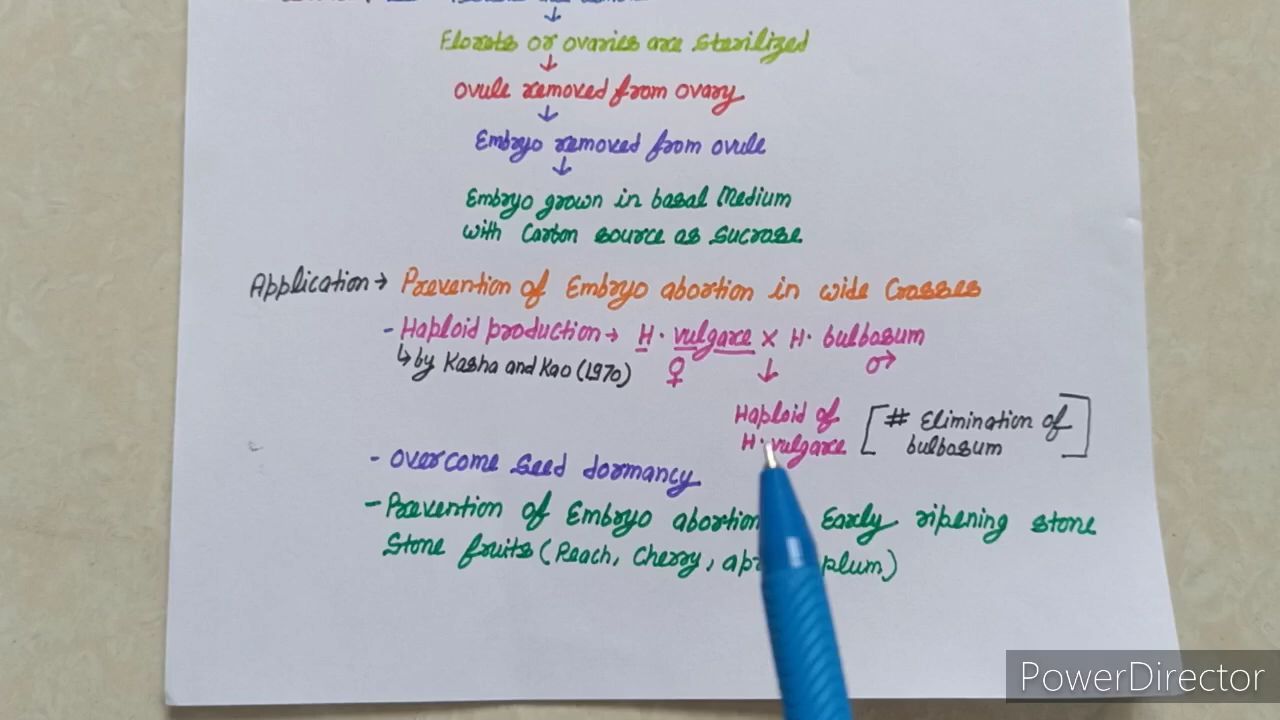 ↓
Florets or ovaries are sterilized
↓
Ovule removed from ovary
↓
Embryo removed from ovule
↓
Embryo grown in basal Medium
with Carbon source as Sucrase
Application → Prevention of Embryo abortion in wide Crosses
- Haploid production → H. vulgare × H. bulbosum
↳ by Kasha and Kao (1970) ♀ ↓ ♂
Haploid of [ # Elimination of
H. vulgare bulbosum ]
- Overcome seed dormancy
- Prevention of Embryo abortion Early ripening stone
stone fruits (Peach, Cherry, plum)
PowerDirector